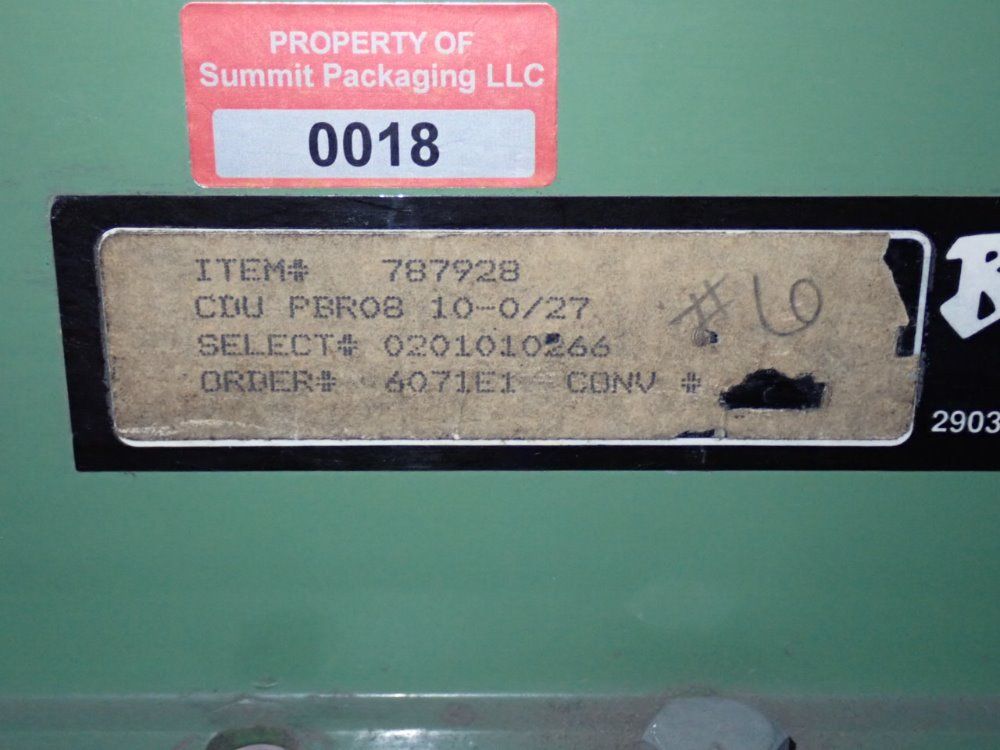 PROPERTY OF
Summit Packaging LLC
0018
ITEM# 787928
CDU PBR08 10-0/27
SELECT# 0201010266
ORDER# 6071E1 CONV #
#6
2903